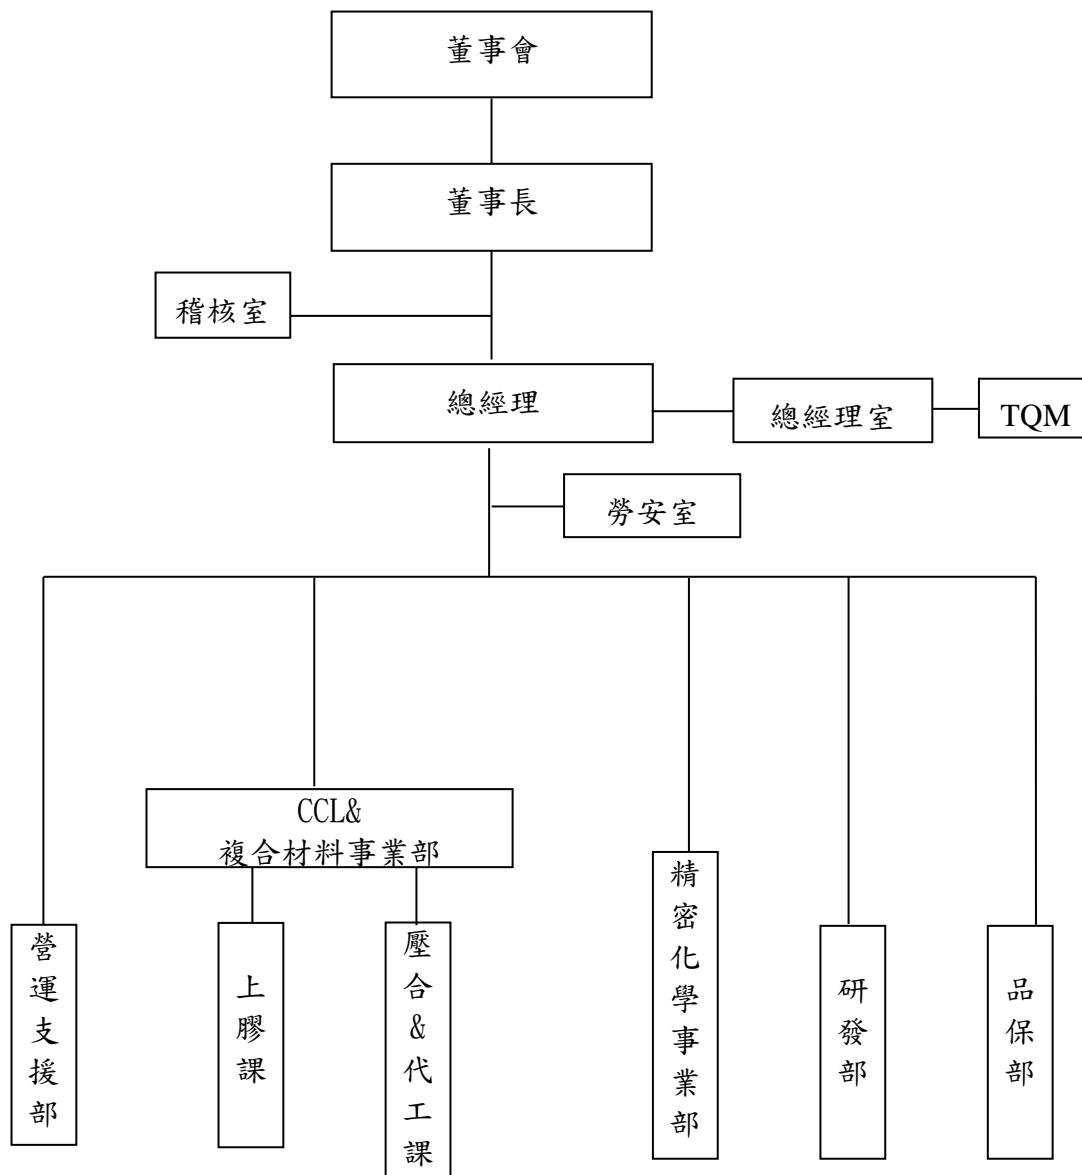 董事會
董事長
稽核室
總經理
總經理室
TQM
勞安室
CCL&
複合材料事業部
營運支援部
上膠課
壓合&代工課
精密化學事業部
研發部
品保部